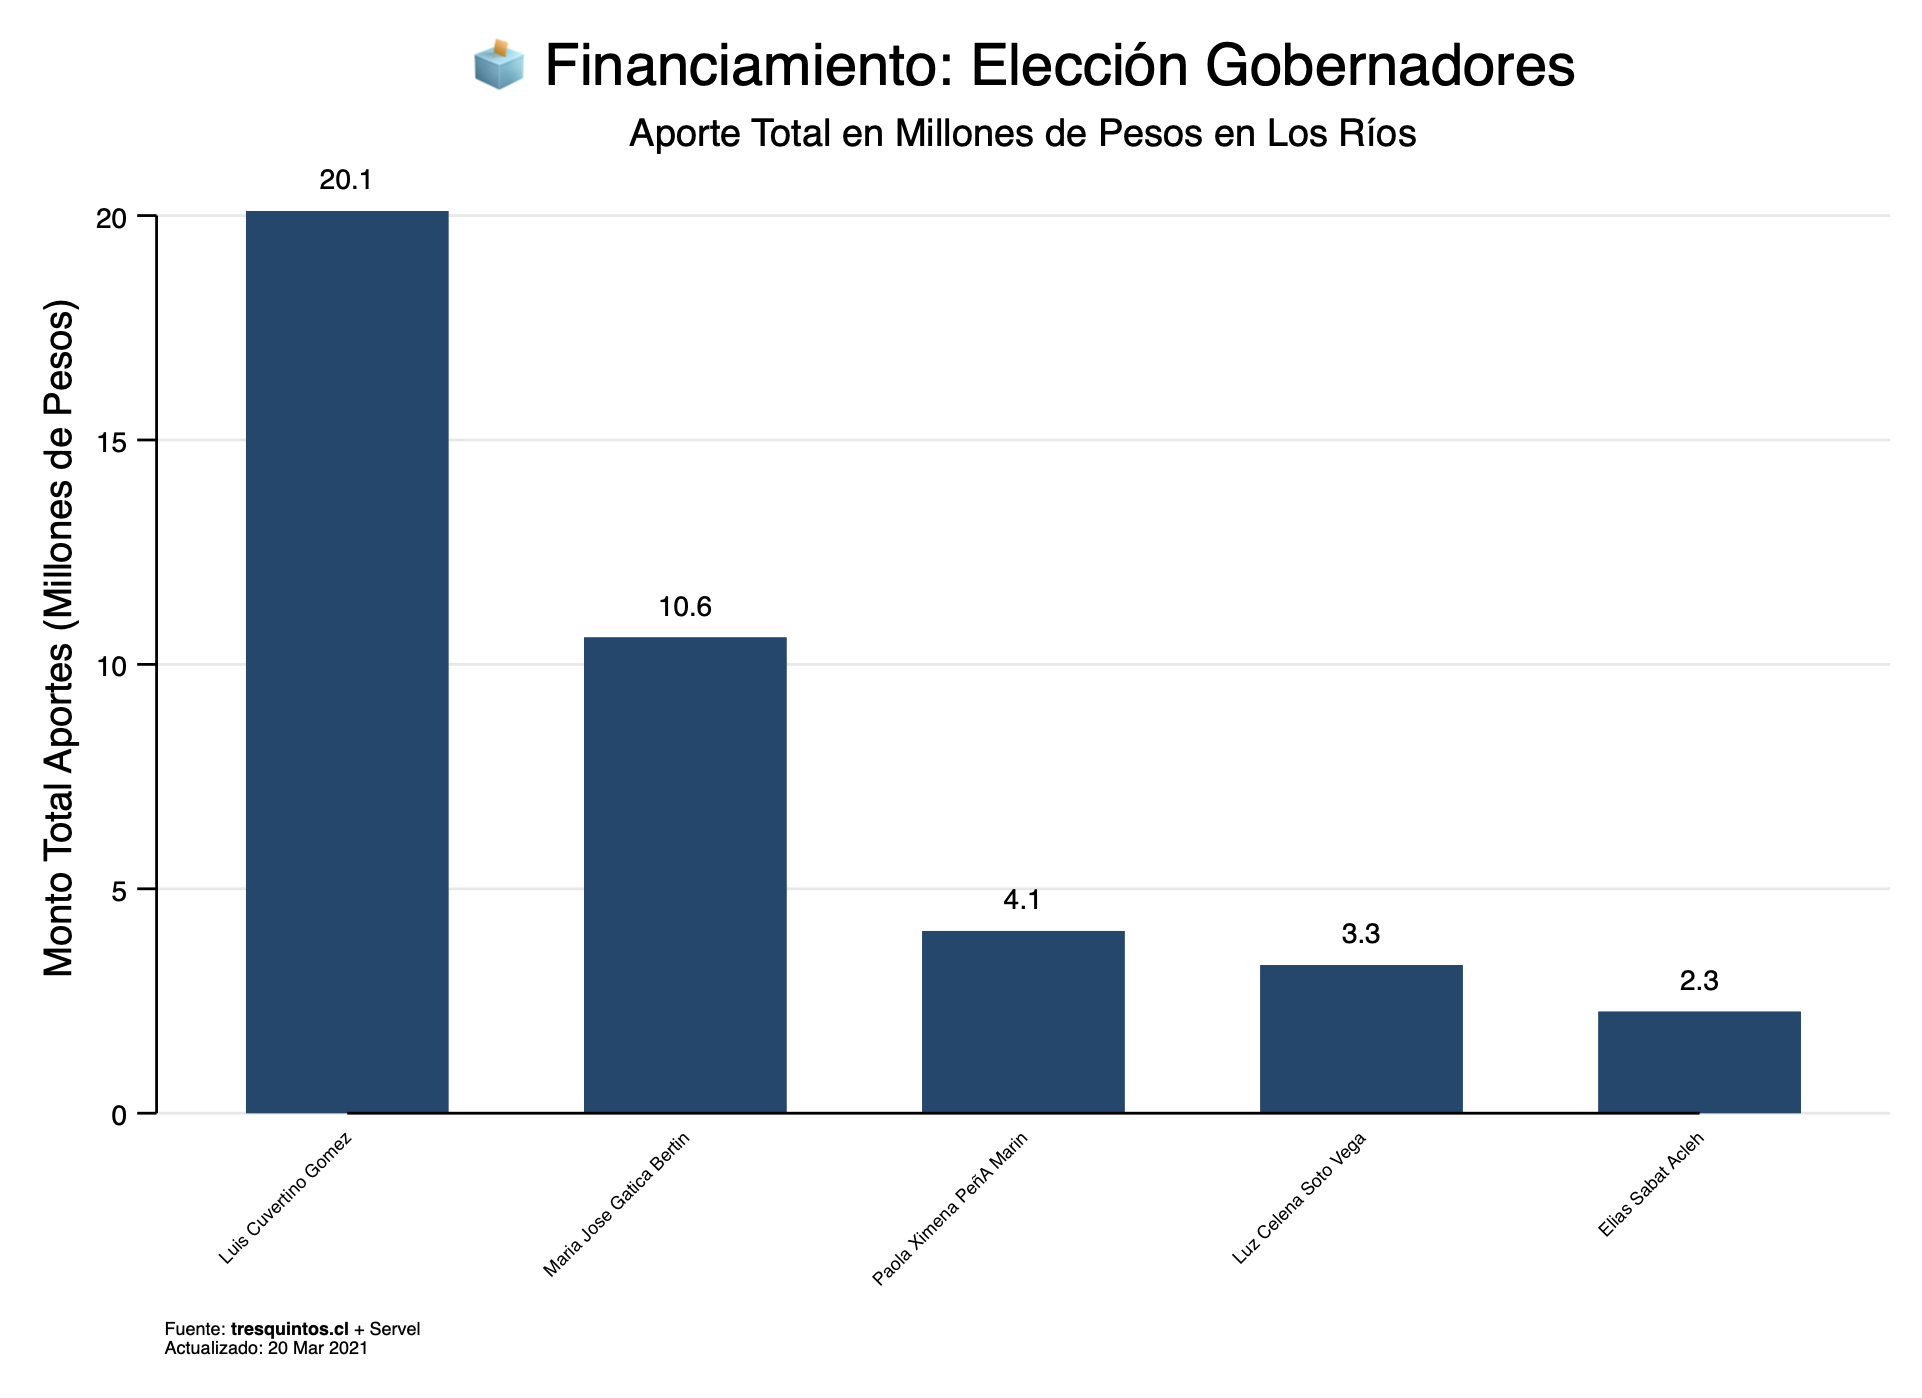 Financiamiento: Elección Gobernadores
Aporte Total en Millones de Pesos en Los Ríos
Monto Total Aportes (Millones de Pesos)
20
15
10
5
0
20.1
10.6
4.1
3.3
2.3
Luis Cuvertino Gomez
Maria Jose Gatica Bertin
Paola Ximena PeñA Marin
Luz Celena Soto Vega
Elias Sabat Acleh
Fuente: tresquintos.cl + Servel
Actualizado: 20 Mar 2021